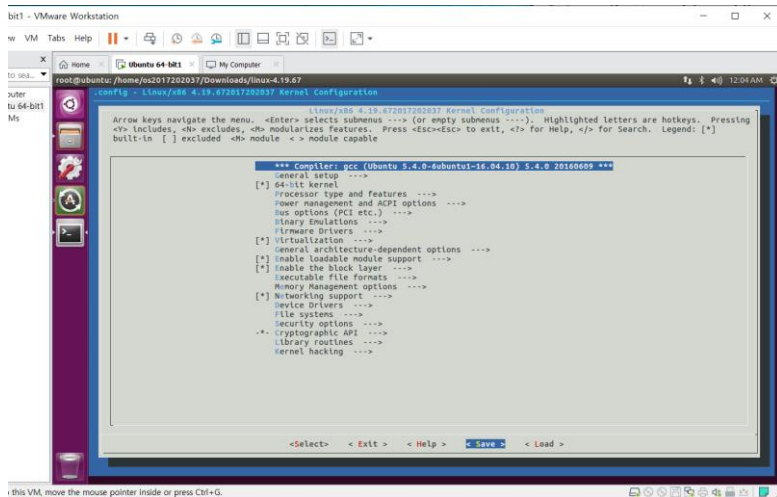 bit1 - VMware Workstation
VM Tabs Help
Home Ubuntu 64-bit1 My Computer
root@ubuntu: /home/os2017202037/Downloads/linux-4.19.67
12:04 AM
.config - Linux/x86 4.19.672017202037 Kernel Configuration
Linux/x86 4.19.672017202037 Kernel Configuration
Arrow keys navigate the menu. <Enter> selects submenus ---> (or empty submenus ----). Highlighted letters are hotkeys. Pressing
<Y> includes, <N> excludes, <M> modularizes features. Press <Esc><Esc> to exit, <?> for Help, </> for Search. Legend: [*]
built-in [ ] excluded <M> module < > module capable
*** Compiler: gcc (Ubuntu 5.4.0-6ubuntu1~16.04.10) 5.4.0 20160609 ***
General setup --->
[*] 64-bit kernel
Processor type and features --->
Power management and ACPI options --->
Bus options (PCI etc.) --->
Binary Emulations --->
Firmware Drivers --->
[*] Virtualization --->
General architecture-dependent options --->
[*] Enable loadable module support --->
[*] Enable the block layer --->
Executable file formats --->
Memory Management options --->
[*] Networking support --->
Device Drivers --->
File systems --->
Security options --->
-*- Cryptographic API --->
Library routines --->
Kernel hacking --->
<Select> < Exit > < Help > < Save > < Load >
this VM, move the mouse pointer inside or press Ctrl+G.